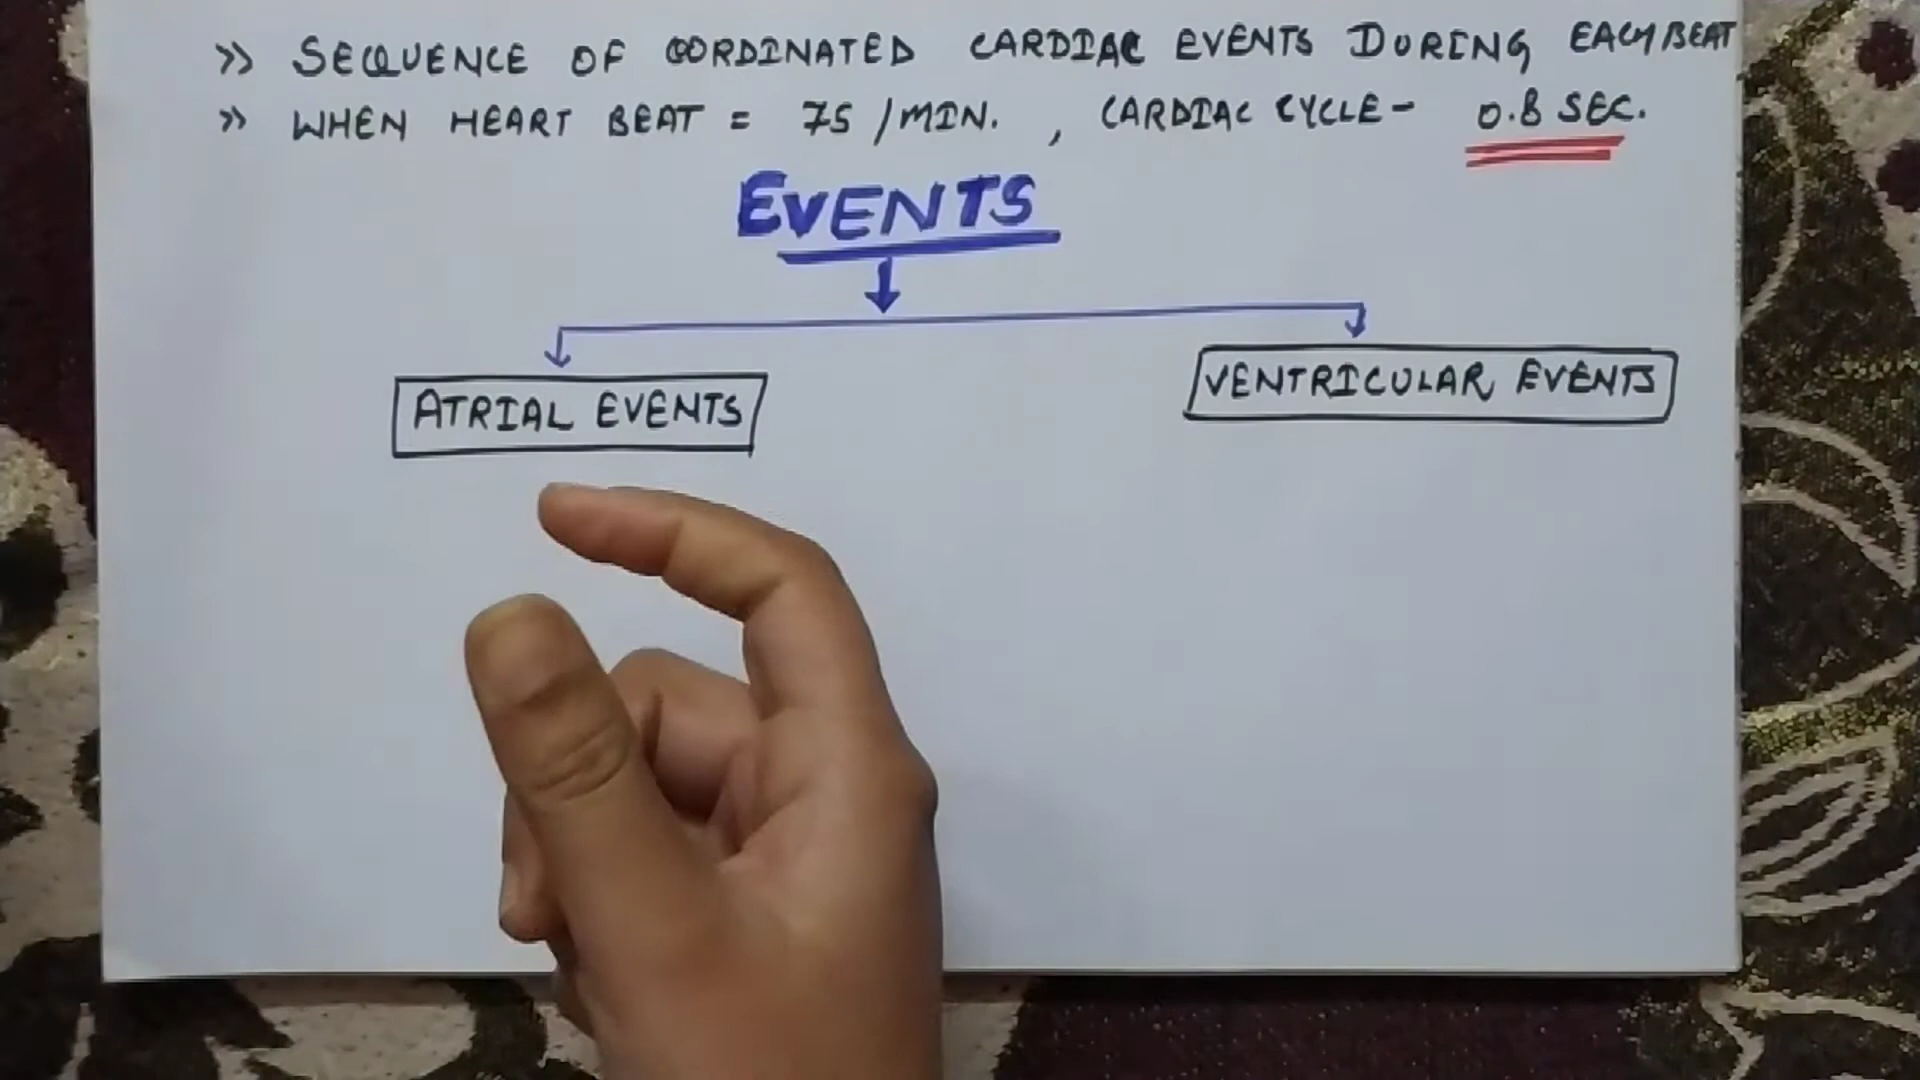 >> SEQUENCE OF COORDINATED CARDIAC EVENTS DURING EACH BEAT
>> WHEN HEART BEAT = 75 /MIN. , CARDIAC CYCLE - 0.8 SEC.
EVENTS
ATRIAL EVENTS
VENTRICULAR EVENTS